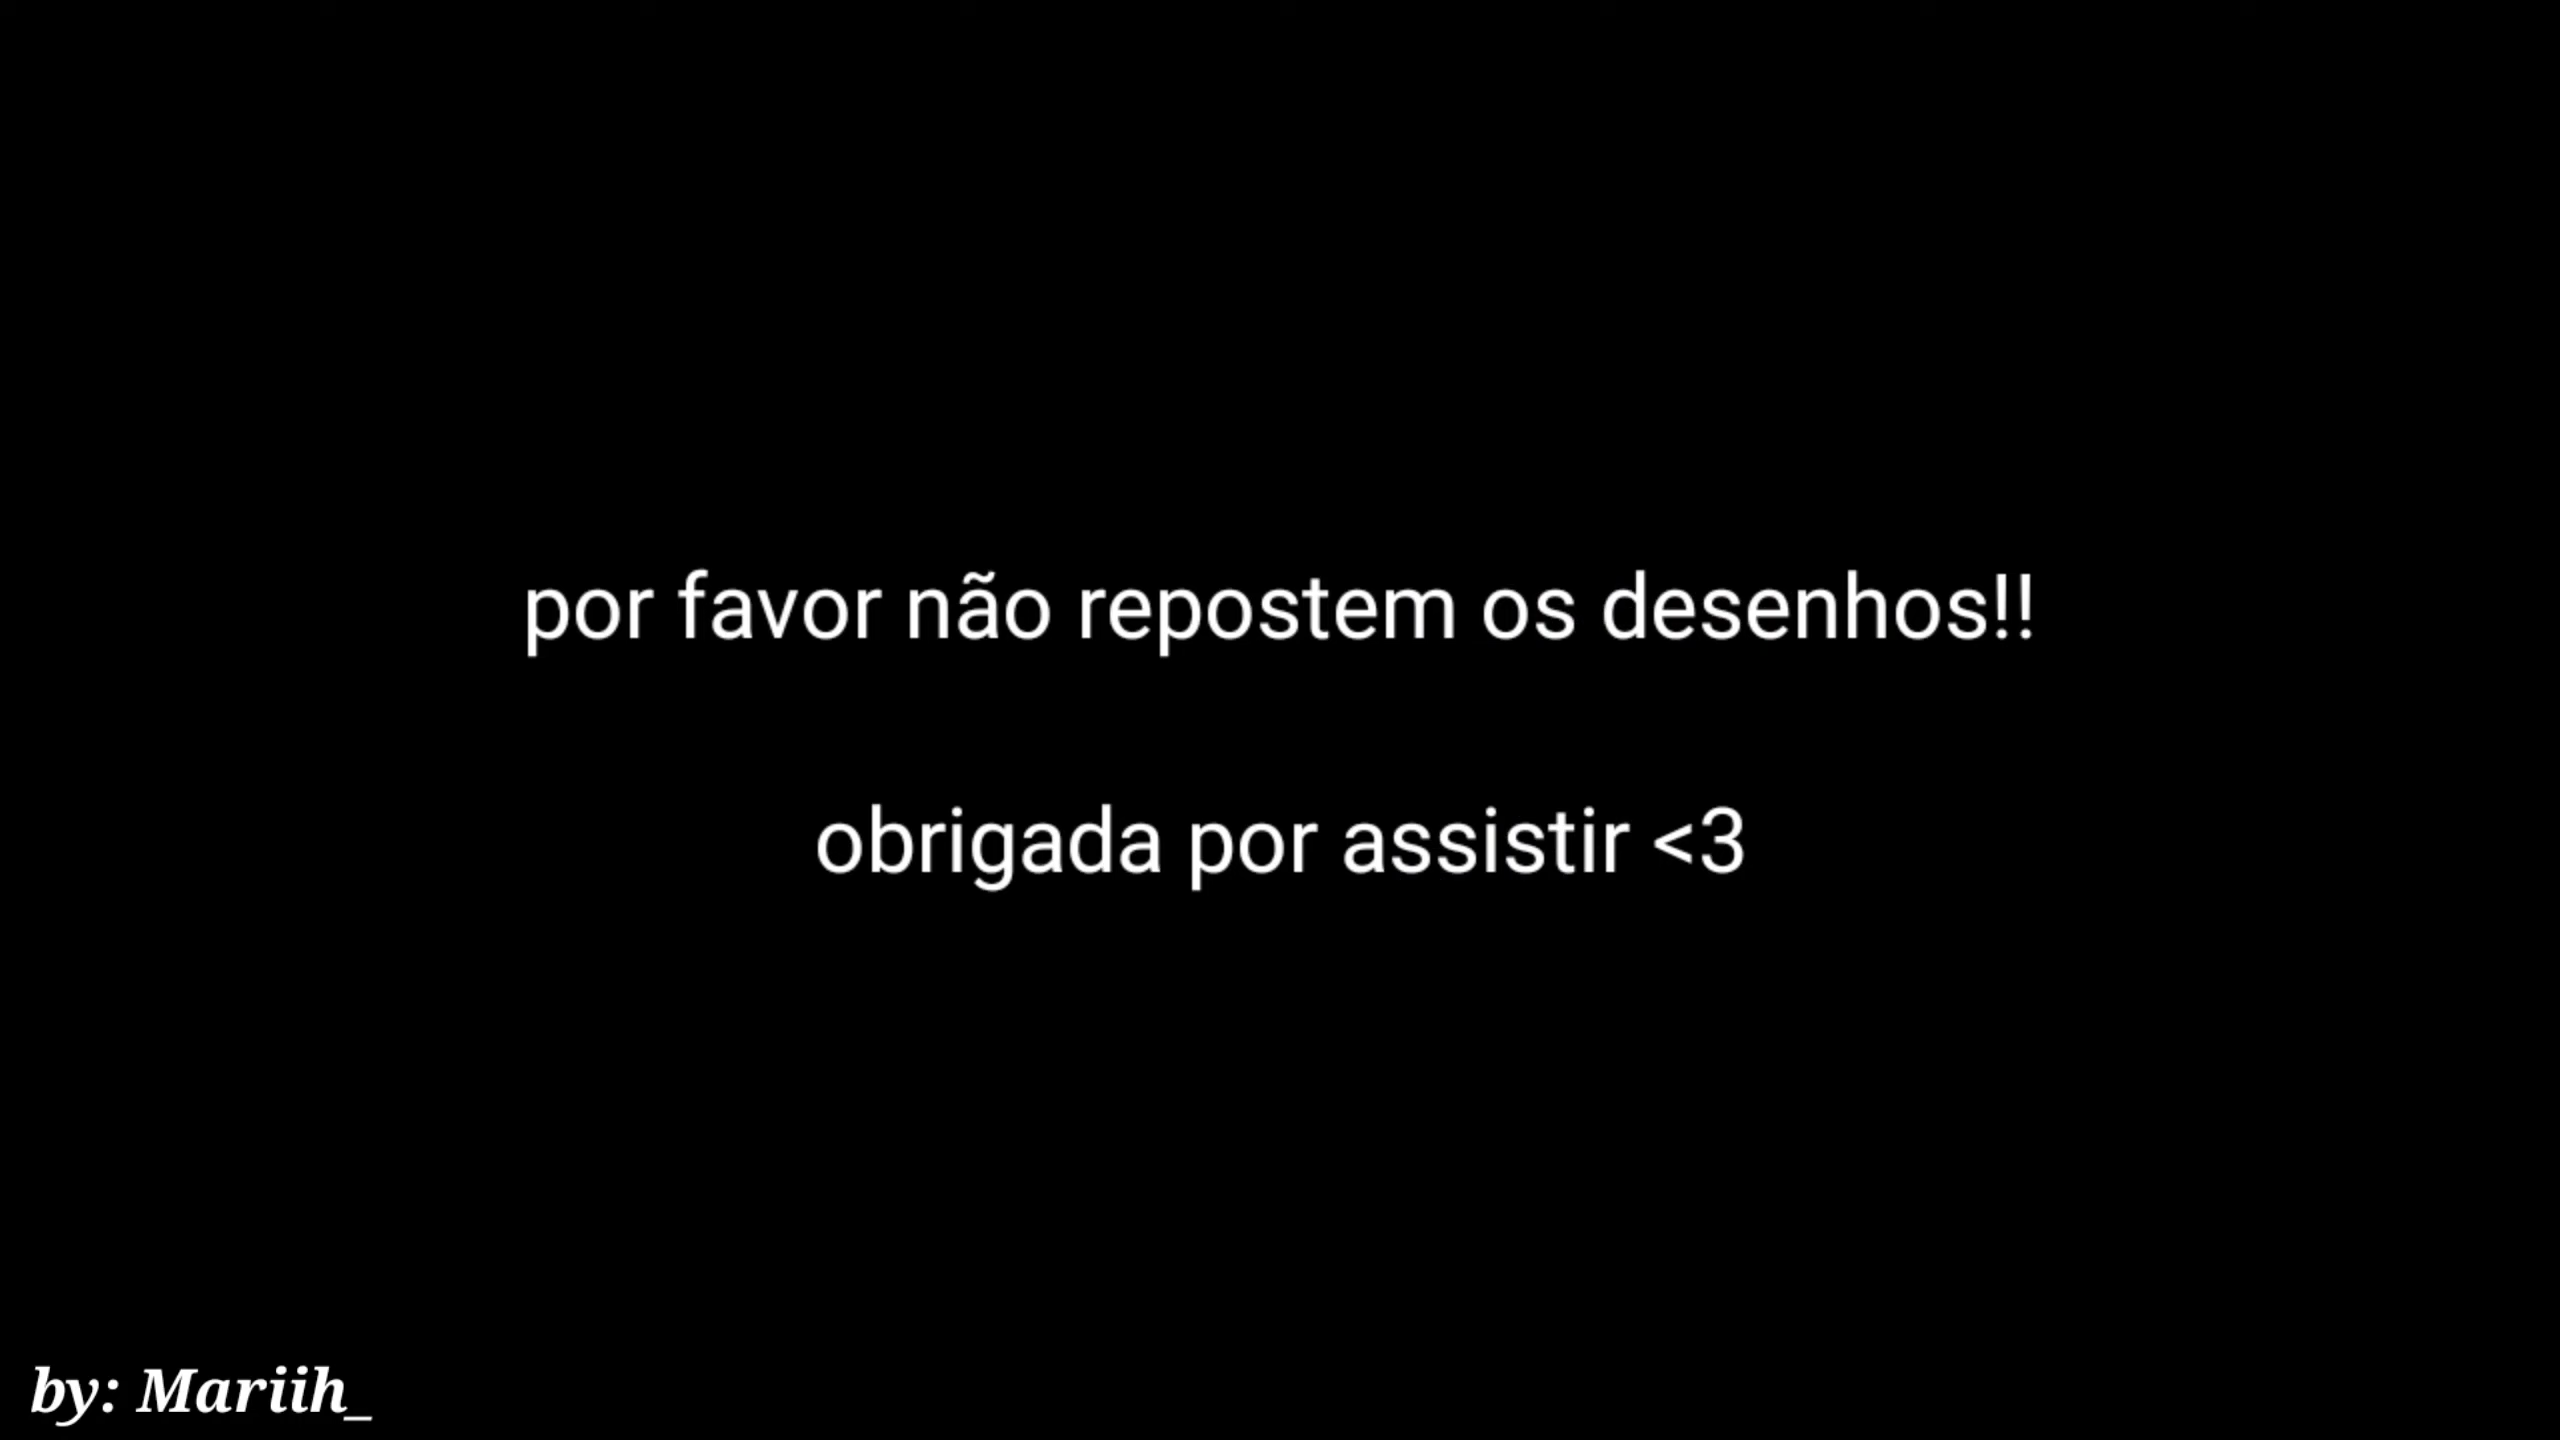 por favor não repostem os desenhos!!
obrigada por assistir <3
by: Mariih_